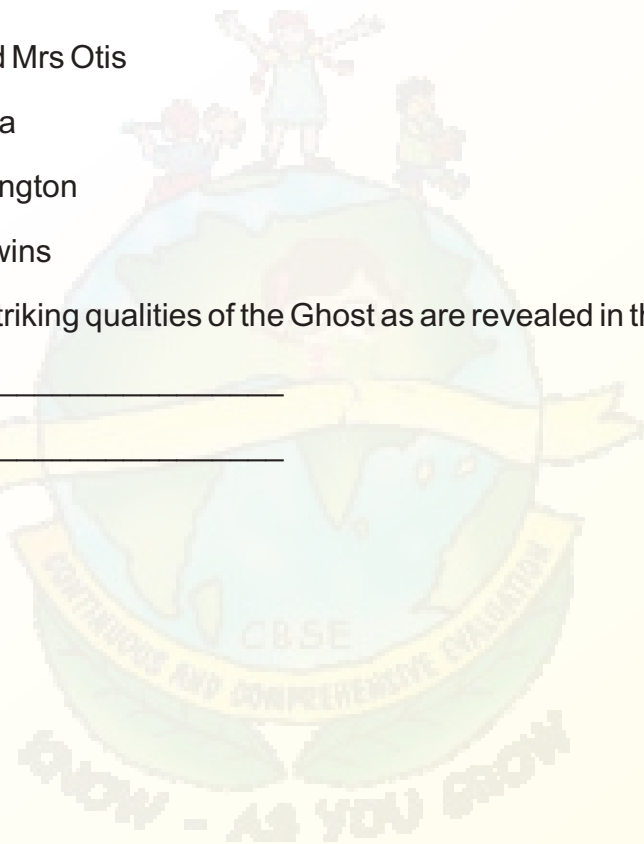 d Mrs Otis
a
ngton
wins
triking qualities of the Ghost as are revealed in th
CBSE
CONTINUOUS AND COMPREHENSIVE EVALUATION
KNOW - AS YOU GROW